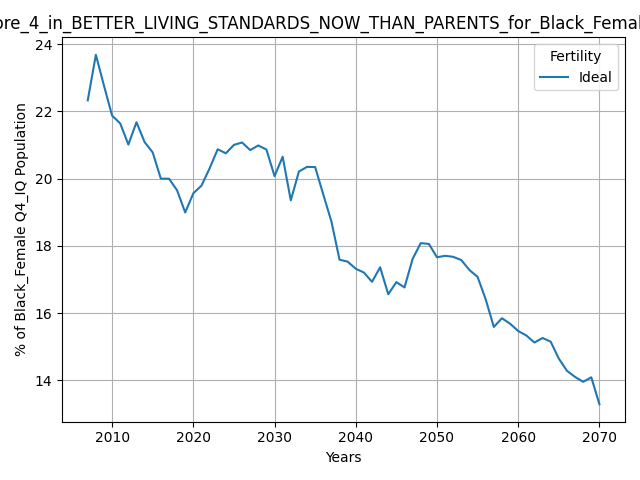 ore_4_in_BETTER_LIVING_STANDARDS_NOW_THAN_PARENTS_for_Black_Femal
Fertility
Ideal
24
22
20
18
16
14
% of Black_Female Q4_IQ Population
2010 2020 2030 2040 2050 2060 2070
Years